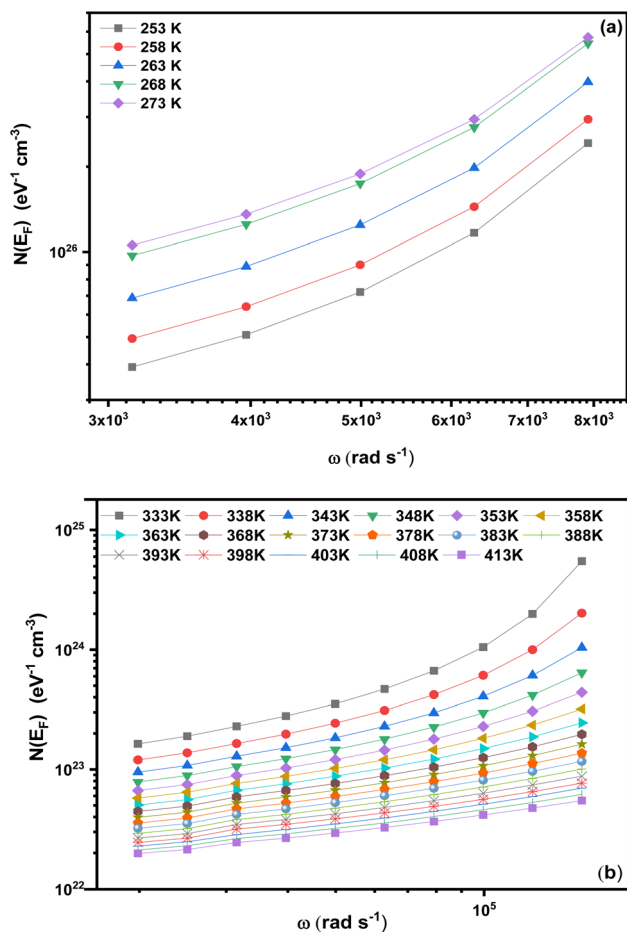 (a)
253 K
258 K
263 K
268 K
273 K
N(E_F) (eV⁻¹ cm⁻³)
10²⁶
3x10³ 4x10³ 5x10³ 6x10³ 7x10³ 8x10³
ω (rad s⁻¹)
333K 338K 343K 348K 353K 358K
363K 368K 373K 378K 383K 388K
393K 398K 403K 408K 413K
N(E_F) (eV⁻¹ cm⁻³)
10²⁵
10²⁴
10²³
10²²
(b)
10⁵
ω (rad s⁻¹)